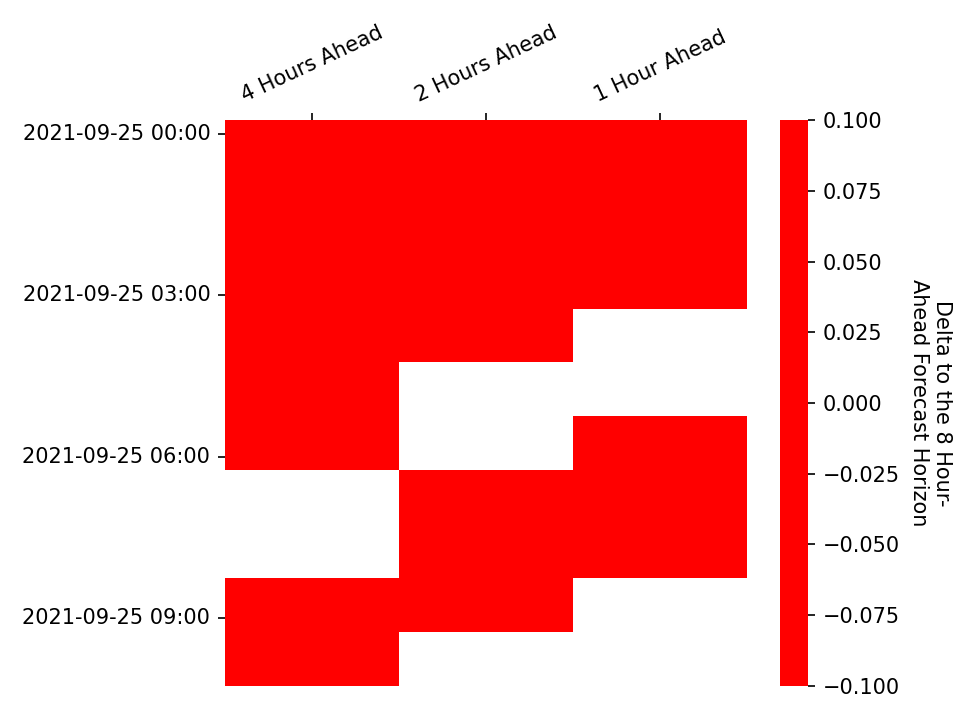 4 Hours Ahead
2 Hours Ahead
1 Hour Ahead
2021-09-25 00:00
2021-09-25 03:00
2021-09-25 06:00
2021-09-25 09:00
0.100
0.075
0.050
0.025
0.000
−0.025
−0.050
−0.075
−0.100
Delta to the 8 Hour-
Ahead Forecast Horizon